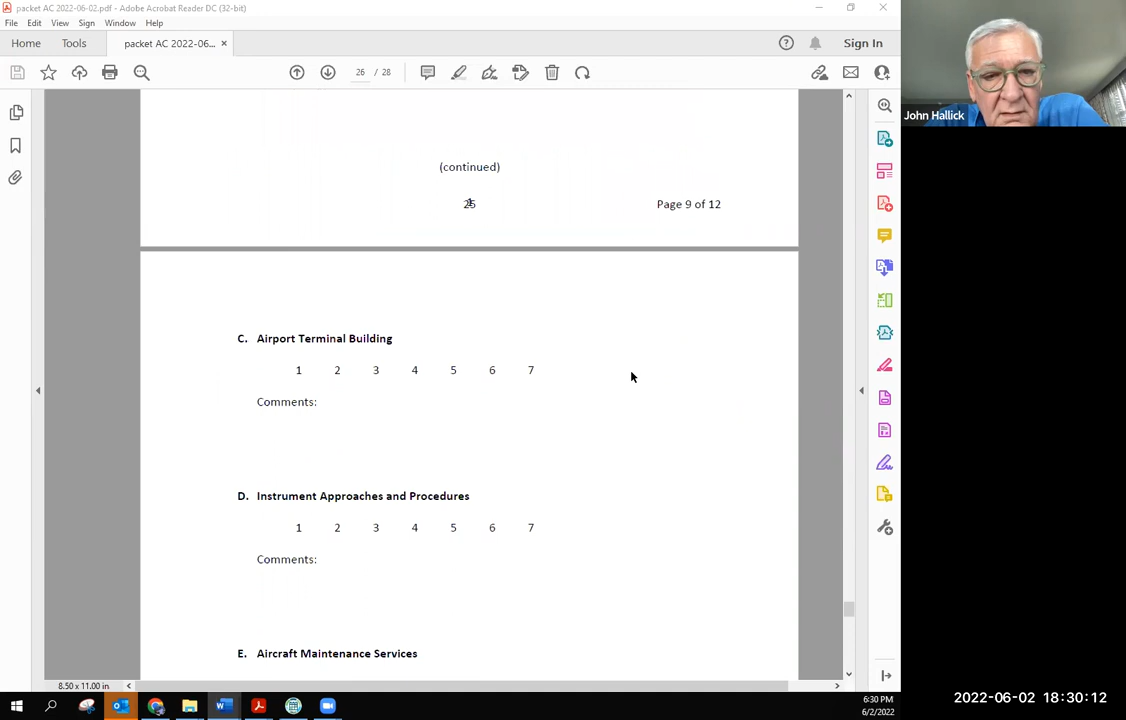 packet AC 2022-06-02.pdf - Adobe Acrobat Reader DC (32-bit)
File Edit View Sign Window Help
Home Tools packet AC 2022-06... × Sign In
26 / 28
John Hallick
(continued)
Page 9 of 12
C. Airport Terminal Building
1 2 3 4 5 6 7
Comments:
D. Instrument Approaches and Procedures
1 2 3 4 5 6 7
Comments:
E. Aircraft Maintenance Services
8.50 x 11.00 in
6:30 PM
6/2/2022
2022-06-02 18:30:12